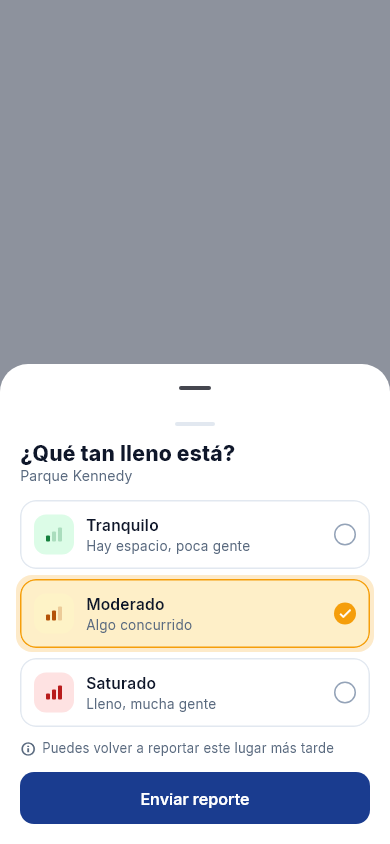 ¿Qué tan lleno está?
Parque Kennedy
Tranquilo
Hay espacio, poca gente
Moderado
Algo concurrido
Saturado
Lleno, mucha gente
Puedes volver a reportar este lugar más tarde
Enviar reporte